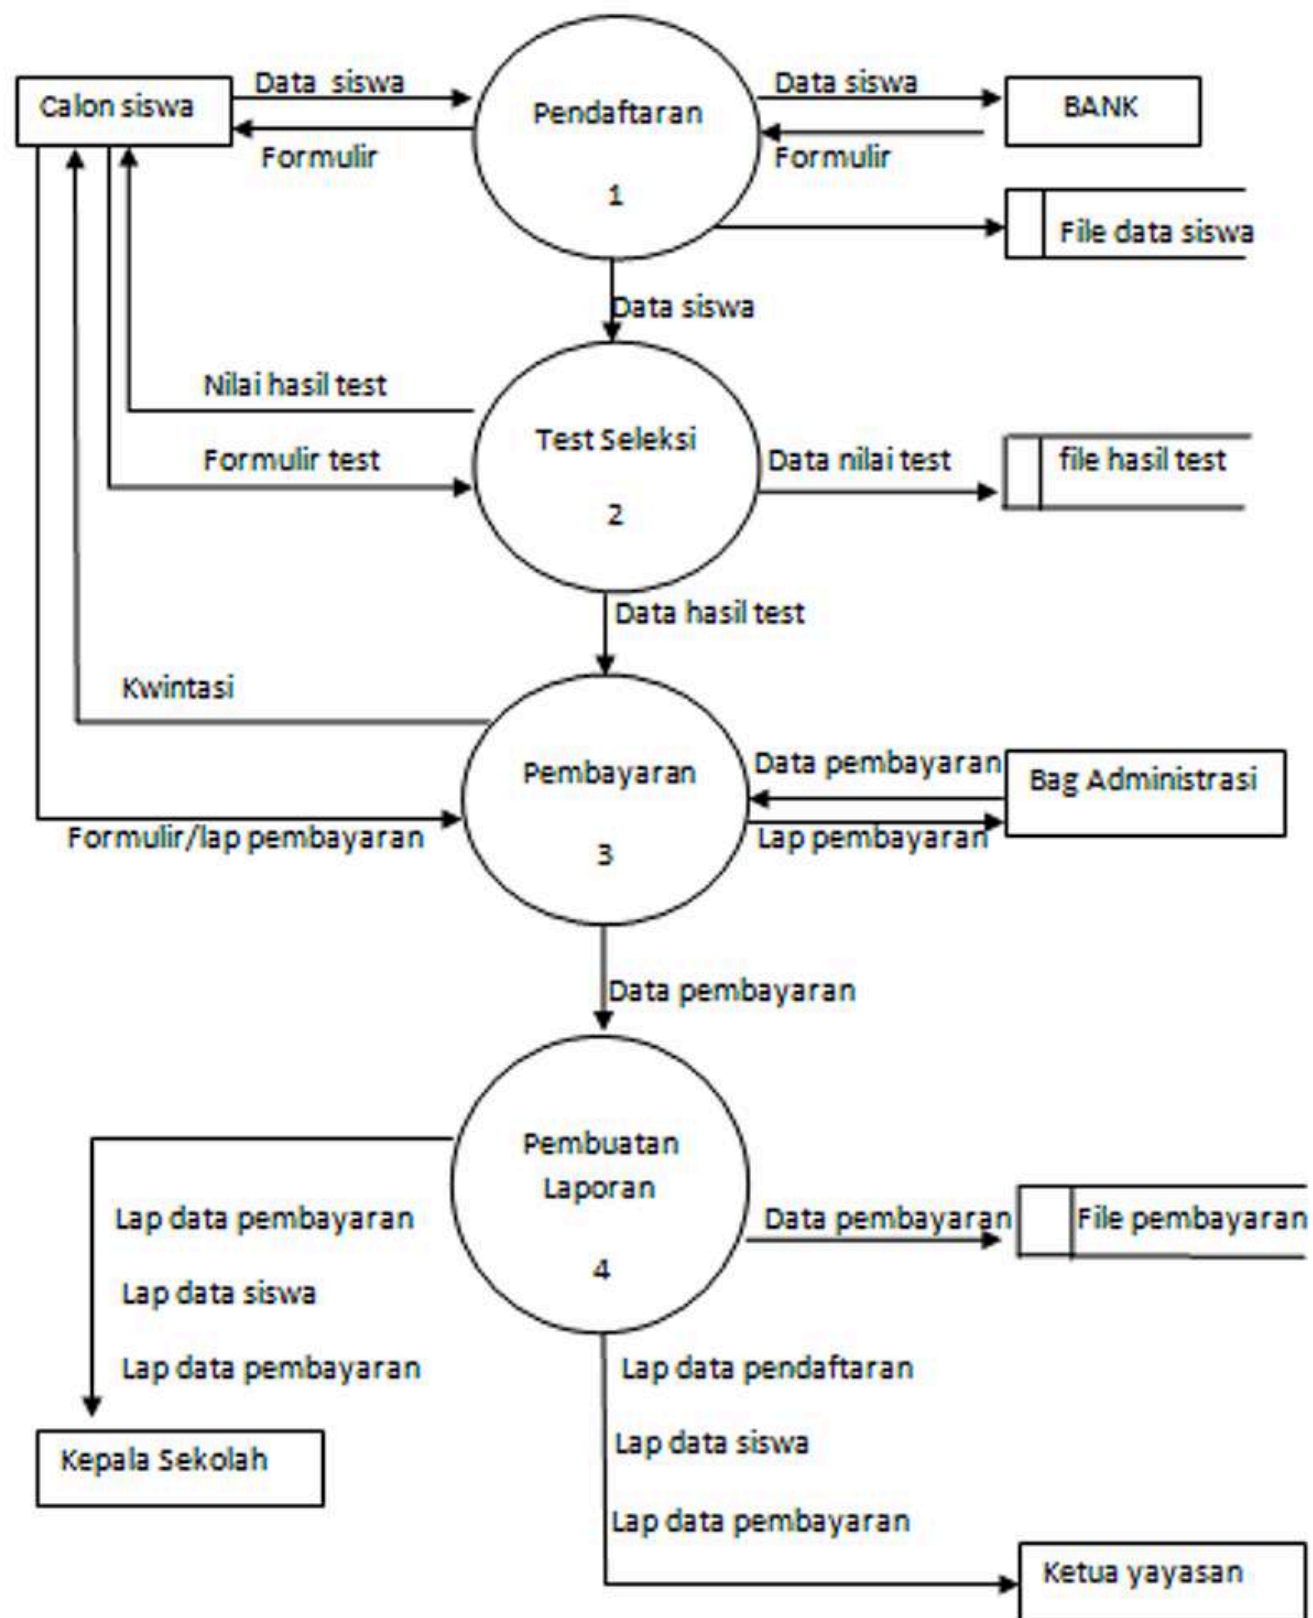 Data siswa
Data siswa
Calon siswa
Pendaftaran
BANK
Formulir
Formulir
1
File data siswa
Data siswa
Nilai hasil test
Test Seleksi
Formulir test
Data nilai test
file hasil test
2
Data hasil test
Kwintasi
Pembayaran
Data pembayaran
Bag Administrasi
Formulir/lap pembayaran
Lap pembayaran
3
Data pembayaran
Pembuatan
Laporan
Lap data pembayaran
Data pembayaran
File pembayaran
4
Lap data siswa
Lap data pembayaran
Lap data pendaftaran
Kepala Sekolah
Lap data siswa
Lap data pembayaran
Ketua yayasan